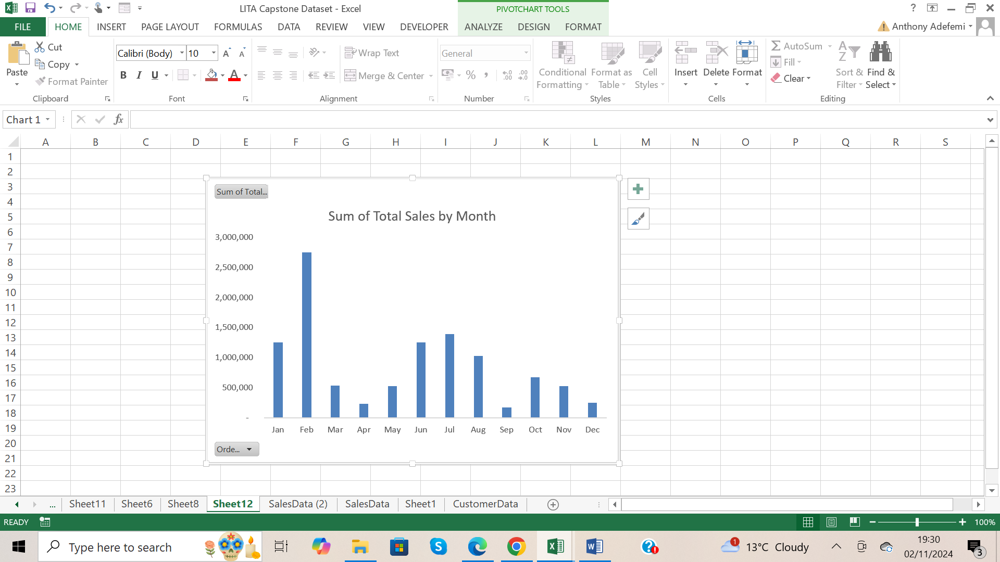 LITA Capstone Dataset - Excel
PIVOTCHART TOOLS
?
FILE HOME INSERT PAGE LAYOUT FORMULAS DATA REVIEW VIEW DEVELOPER ANALYZE DESIGN FORMAT
Anthony Adefemi
Paste
Cut
Copy
Format Painter
Clipboard
Calibri (Body) 10 A A
B I U A
Font
Wrap Text
Merge & Center
Alignment
General
% , .0 .00 .00 .0
Number
Conditional Formatting
Format as Table
Cell Styles
Styles
Insert Delete Format
Cells
AutoSum
Fill
Clear
Sort & Filter
Find & Select
Editing
Chart 1
fx
A B C D E F G H I J K L M N O P Q R S
1
2
3
4
5
6
7
8
9
10
11
12
13
14
15
16
17
18
19
20
21
22
23
Sum of Total...
Sum of Total Sales by Month
3,000,000
2,500,000
2,000,000
1,500,000
1,000,000
500,000
-
Jan Feb Mar Apr May Jun Jul Aug Sep Oct Nov Dec
Orde...
... Sheet11 Sheet6 Sheet8 Sheet12 SalesData (2) SalesData Sheet1 CustomerData
READY
100%
Type here to search
1
13°C Cloudy
19:30
02/11/2024
3